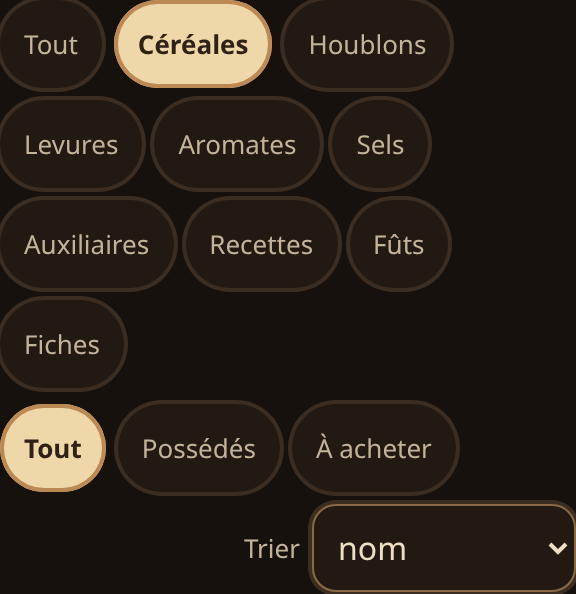 Tout Céréales Houblons
Levures Aromates Sels
Auxiliaires Recettes Fûts
Fiches
Tout Possédés À acheter
Trier nom